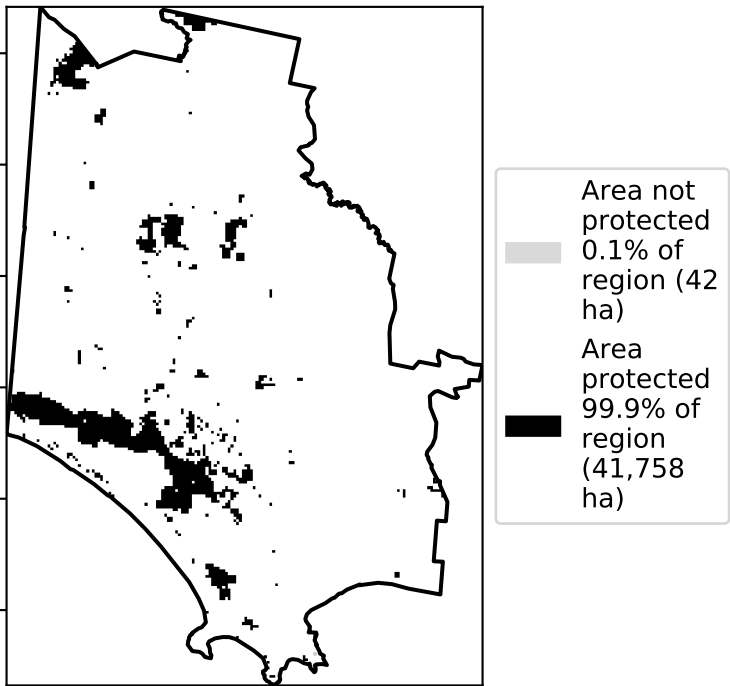 Area not
protected
0.1% of
region (42
ha)
Area
protected
99.9% of
region
(41,758
ha)